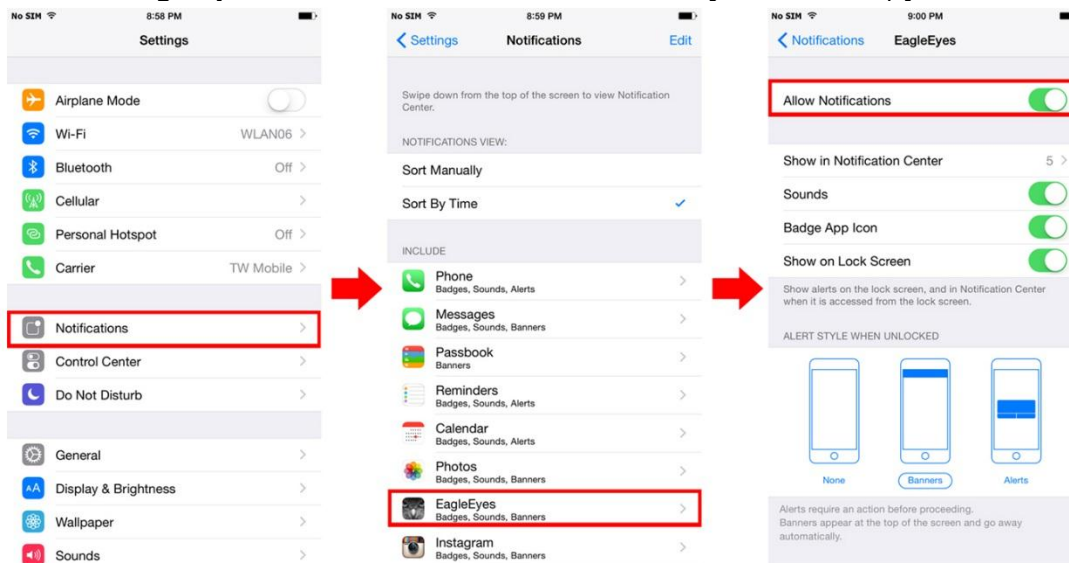 No SIM 8:58 PM
Settings
Airplane Mode
Wi-Fi WLAN06
Bluetooth Off
Cellular
Personal Hotspot Off
Carrier TW Mobile
Notifications
Control Center
Do Not Disturb
General
AA Display & Brightness
Wallpaper
Sounds
No SIM 8:59 PM
Settings Notifications Edit
Swipe down from the top of the screen to view Notification
Center.
NOTIFICATIONS VIEW:
Sort Manually
Sort By Time
INCLUDE
Phone
Badges, Sounds, Alerts
Messages
Badges, Sounds, Banners
Passbook
Banners
Reminders
Badges, Sounds, Alerts
Calendar
Badges, Sounds, Alerts
Photos
Badges, Sounds, Banners
EagleEyes
Badges, Sounds, Banners
Instagram
Badges, Sounds, Banners
No SIM 9:00 PM
Notifications EagleEyes
Allow Notifications
Show in Notification Center 5
Sounds
Badge App Icon
Show on Lock Screen
Show alerts on the lock screen, and in Notification Center
when it is accessed from the lock screen.
ALERT STYLE WHEN UNLOCKED
None Banners Alerts
Alerts require an action before proceeding.
Banners appear at the top of the screen and go away
automatically.